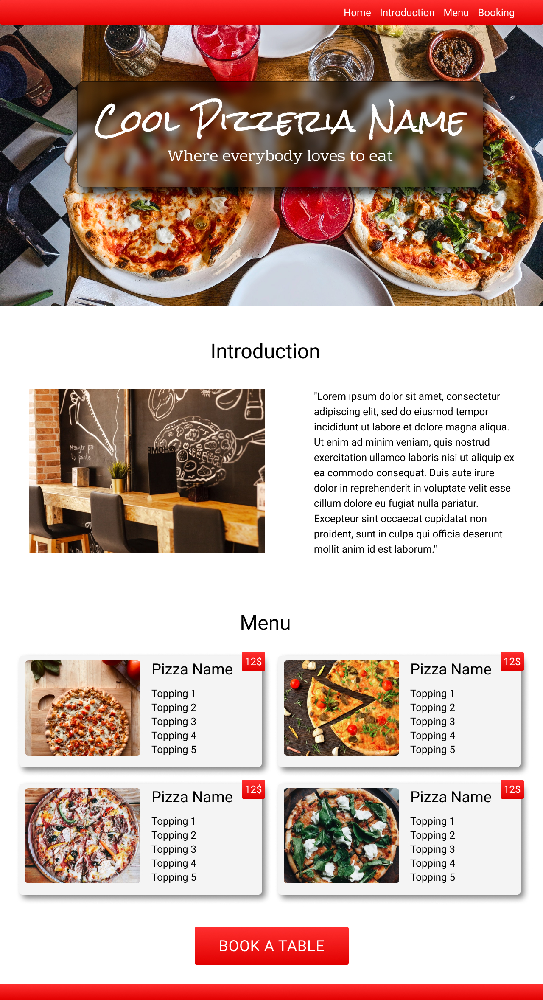 Home Introduction Menu Booking
Cool Pizzeria Name
Where everybody loves to eat
Introduction
Manger par
la pante
HOME
"Lorem ipsum dolor sit amet, consectetur
adipiscing elit, sed do eiusmod tempor
incididunt ut labore et dolore magna aliqua.
Ut enim ad minim veniam, quis nostrud
exercitation ullamco laboris nisi ut aliquip ex
ea commodo consequat. Duis aute irure
dolor in reprehenderit in voluptate velit esse
cillum dolore eu fugiat nulla pariatur.
Excepteur sint occaecat cupidatat non
proident, sunt in culpa qui officia deserunt
mollit anim id est laborum."
Menu
Pizza Name
12$
Topping 1
Topping 2
Topping 3
Topping 4
Topping 5
Pizza Name
12$
Topping 1
Topping 2
Topping 3
Topping 4
Topping 5
Pizza Name
12$
Topping 1
Topping 2
Topping 3
Topping 4
Topping 5
Pizza Name
12$
Topping 1
Topping 2
Topping 3
Topping 4
Topping 5
BOOK A TABLE